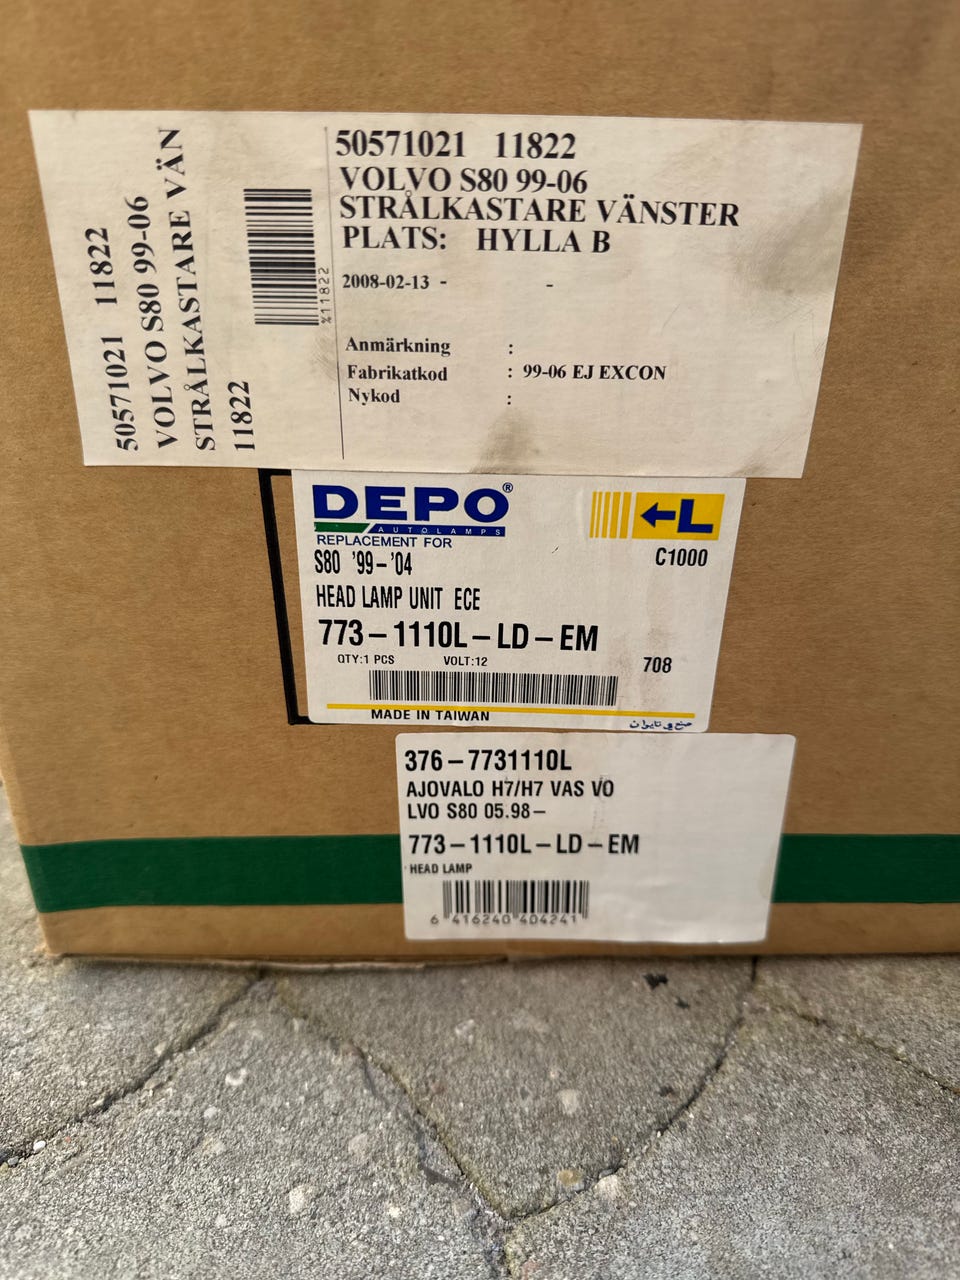 50571021 11822
VOLVO S80 99-06
STRÅLKASTARE VÄN
11822
%11822
50571021 11822
VOLVO S80 99-06
STRÅLKASTARE VÄNSTER
PLATS: HYLLA B
2008-02-13 - -
Anmärkning :
Fabrikatkod : 99-06 EJ EXCON
Nykod :
DEPO®
AUTOLAMPS
REPLACEMENT FOR
L
C1000
S80 '99-'04
HEAD LAMP UNIT ECE
773-1110L-LD-EM
QTY:1 PCS VOLT:12
708
MADE IN TAIWAN
صنع في تايوان
376-7731110L
AJOVALO H7/H7 VAS VO
LVO S80 05.98-
773-1110L-LD-EM
HEAD LAMP
6 416240 404241